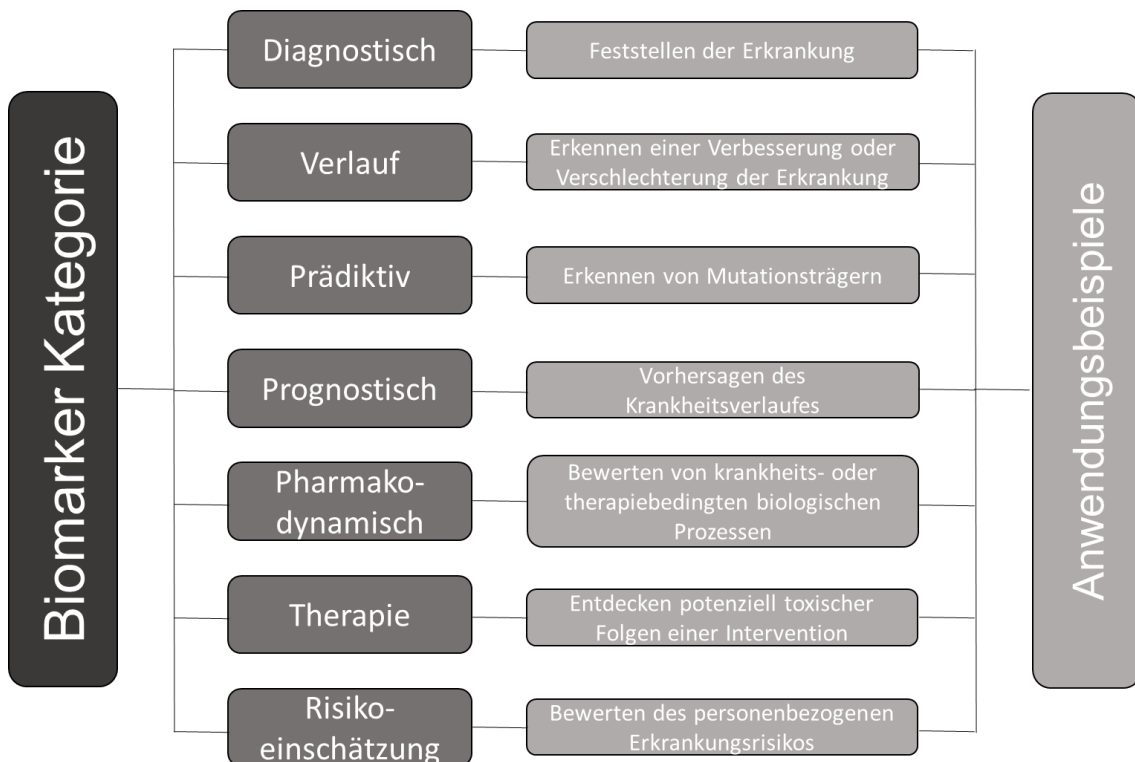 Biomarker Kategorie
Diagnostisch
Feststellen der Erkrankung
Verlauf
Erkennen einer Verbesserung oder
Verschlechterung der Erkrankung
Prädiktiv
Erkennen von Mutationsträgern
Prognostisch
Vorhersagen des
Krankheitsverlaufes
Pharmako-
dynamisch
Bewerten von krankheits- oder
therapiebedingten biologischen
Prozessen
Therapie
Entdecken potenziell toxischer
Folgen einer Intervention
Risiko-
einschätzung
Bewerten des personenbezogenen
Erkrankungsrisikos
Anwendungsbeispiele